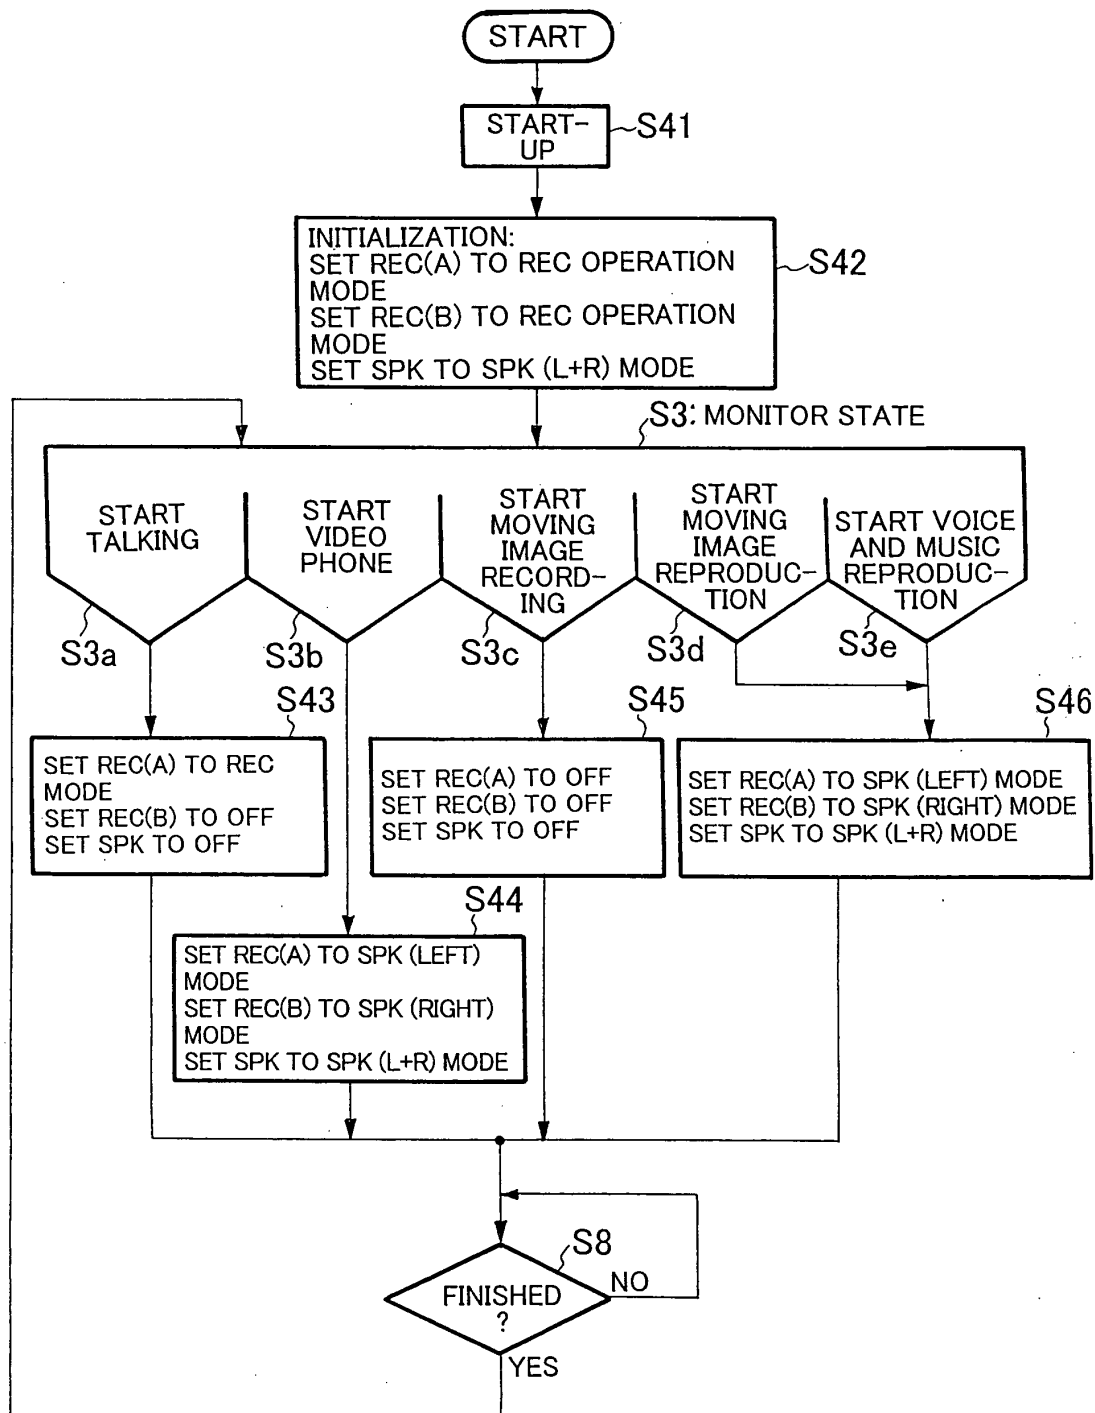 START
START-
UP
S41
INITIALIZATION:
SET REC(A) TO REC OPERATION
MODE
SET REC(B) TO REC OPERATION
MODE
SET SPK TO SPK (L+R) MODE
S42
S3: MONITOR STATE
START
TALKING
START
VIDEO
PHONE
START
MOVING
IMAGE
RECORD-
ING
START
MOVING
IMAGE
REPRODUC-
TION
START VOICE
AND MUSIC
REPRODUC-
TION
S3a
S3b
S3c
S3d
S3e
S43
SET REC(A) TO REC
MODE
SET REC(B) TO OFF
SET SPK TO OFF
S45
SET REC(A) TO OFF
SET REC(B) TO OFF
SET SPK TO OFF
S46
SET REC(A) TO SPK (LEFT) MODE
SET REC(B) TO SPK (RIGHT) MODE
SET SPK TO SPK (L+R) MODE
S44
SET REC(A) TO SPK (LEFT)
MODE
SET REC(B) TO SPK (RIGHT)
MODE
SET SPK TO SPK (L+R) MODE
S8
FINISHED
?
NO
YES